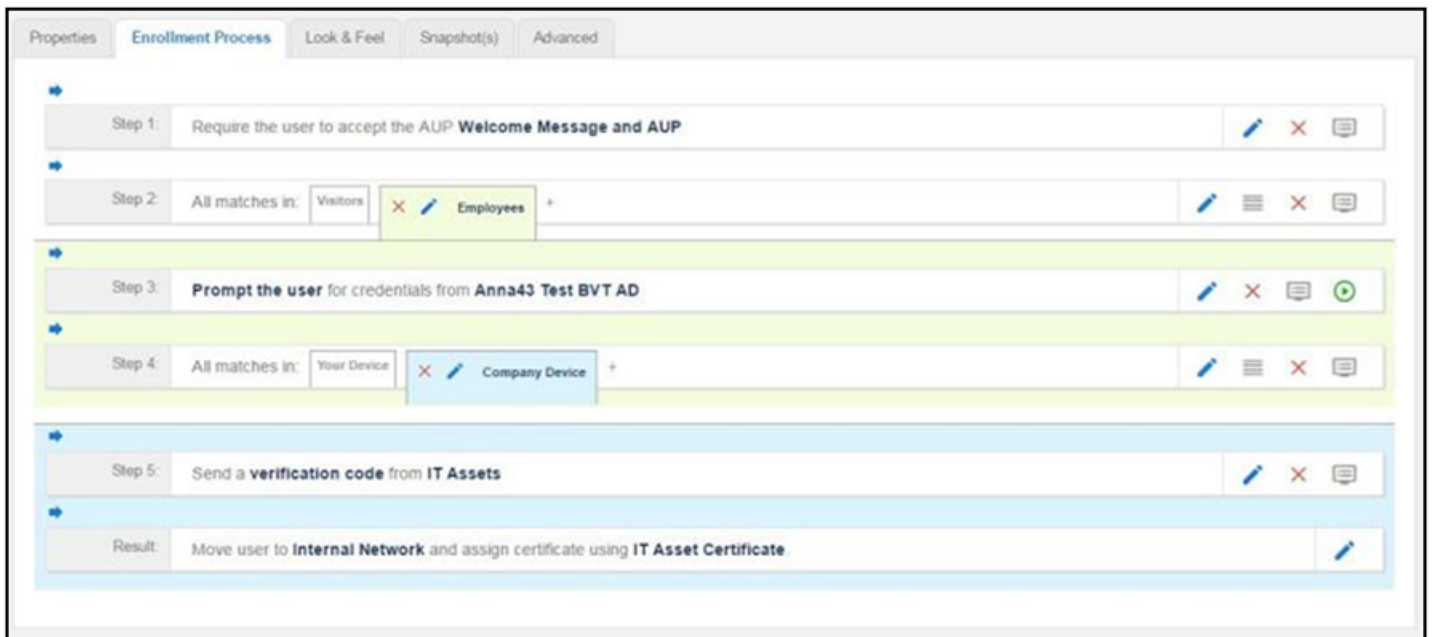 Properties Enrollment Process Look & Feel Snapshot(s) Advanced
Step 1: Require the user to accept the AUP Welcome Message and AUP
Step 2: All matches in: Visitors Employees +
Step 3: Prompt the user for credentials from Anna43 Test BVT AD
Step 4: All matches in: Your Device Company Device +
Step 5: Send a verification code from IT Assets
Result: Move user to Internal Network and assign certificate using IT Asset Certificate.